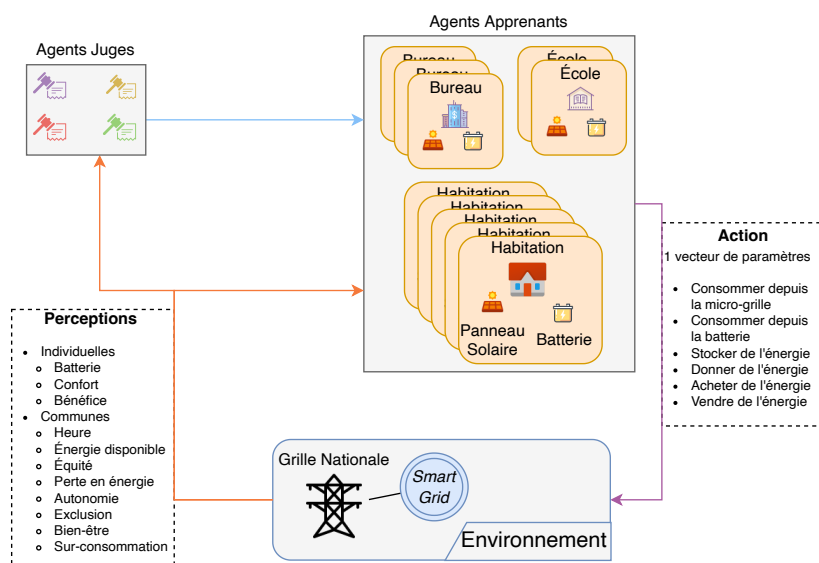 Agents Apprenants
Agents Juges
Bureau
Bureau
Bureau
École
École
$
Habitation
Habitation
Habitation
Habitation
Habitation
Panneau
Solaire
Batterie
Action
1 vecteur de paramètres
• Consommer depuis
la micro-grille
• Consommer depuis
la batterie
• Stocker de l'énergie
• Donner de l'énergie
• Acheter de l'énergie
• Vendre de l'énergie
Perceptions
• Individuelles
Batterie
Confort
Bénéfice
• Communes
Heure
Énergie disponible
Équité
Perte en énergie
Autonomie
Exclusion
Bien-être
Sur-consommation
Grille Nationale
Smart
Grid
Environnement